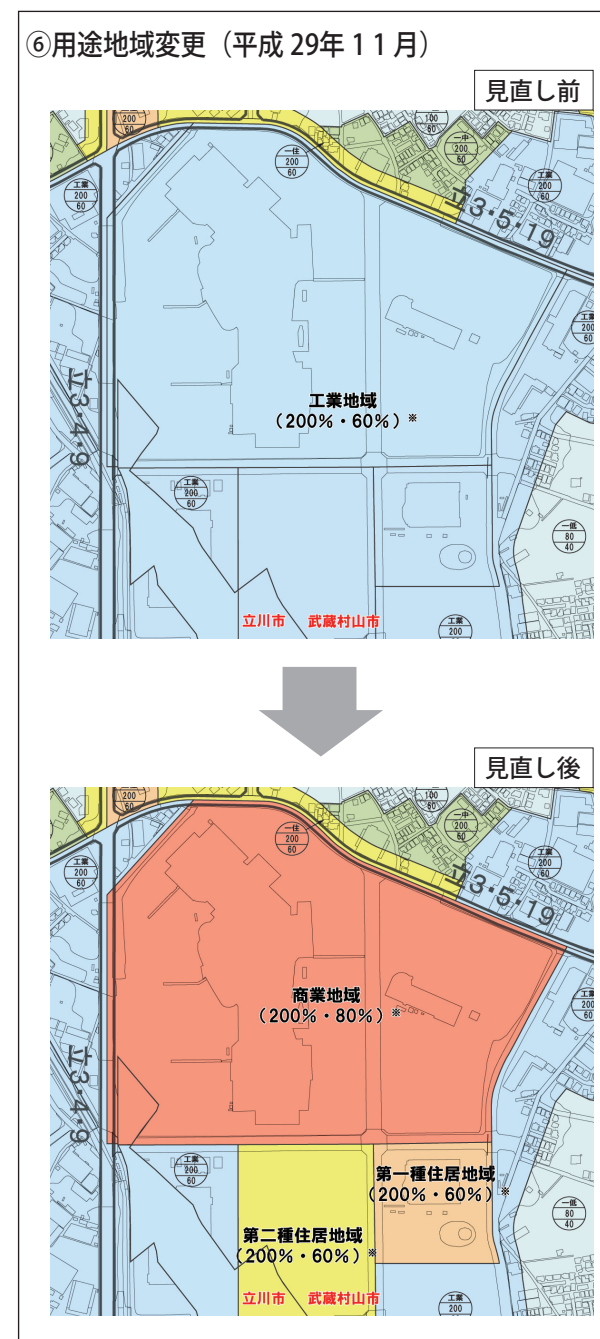 ⑥用途地域変更（平成 29年１１月）
見直し前
200
60
100
60
一中
200
60
一住
200
60
工業
200
60
工業
200
60
立3・5・19
工業
200
60
工業地域
（200%・60%）※
立3・4・9
工業
200
60
一低
80
40
立川市 武蔵村山市
工業
200
見直し後
200
60
100
60
一中
200
60
一住
200
60
工業
200
60
工業
200
60
立3・5・19
工業
200
60
商業地域
（200%・80%）※
立3・4・9
工業
200
60
第一種住居地域
（200%・60%）※
一低
80
40
第二種住居地域
（200%・60%）※
立川市 武蔵村山市
工業
200